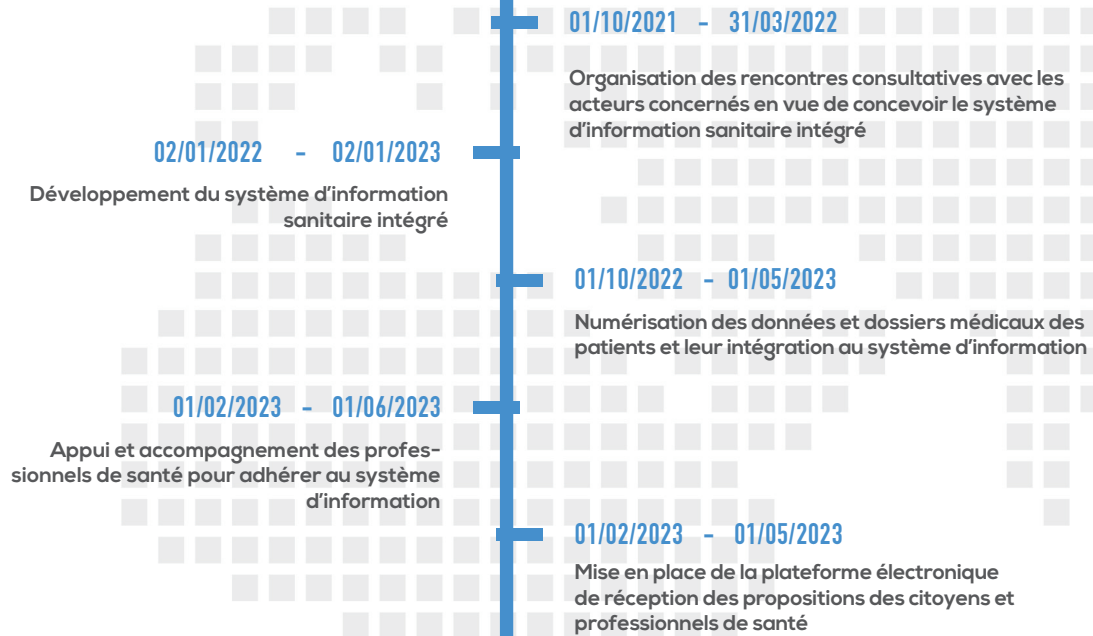 01/10/2021 - 31/03/2022
Organisation des rencontres consultatives avec les
acteurs concernés en vue de concevoir le système
d'information sanitaire intégré
02/01/2022 - 02/01/2023
Développement du système d'information
sanitaire intégré
01/10/2022 - 01/05/2023
Numérisation des données et dossiers médicaux des
patients et leur intégration au système d'information
01/02/2023 - 01/06/2023
Appui et accompagnement des profes-
sionnels de santé pour adhérer au système
d'information
01/02/2023 - 01/05/2023
Mise en place de la plateforme électronique
de réception des propositions des citoyens et
professionnels de santé